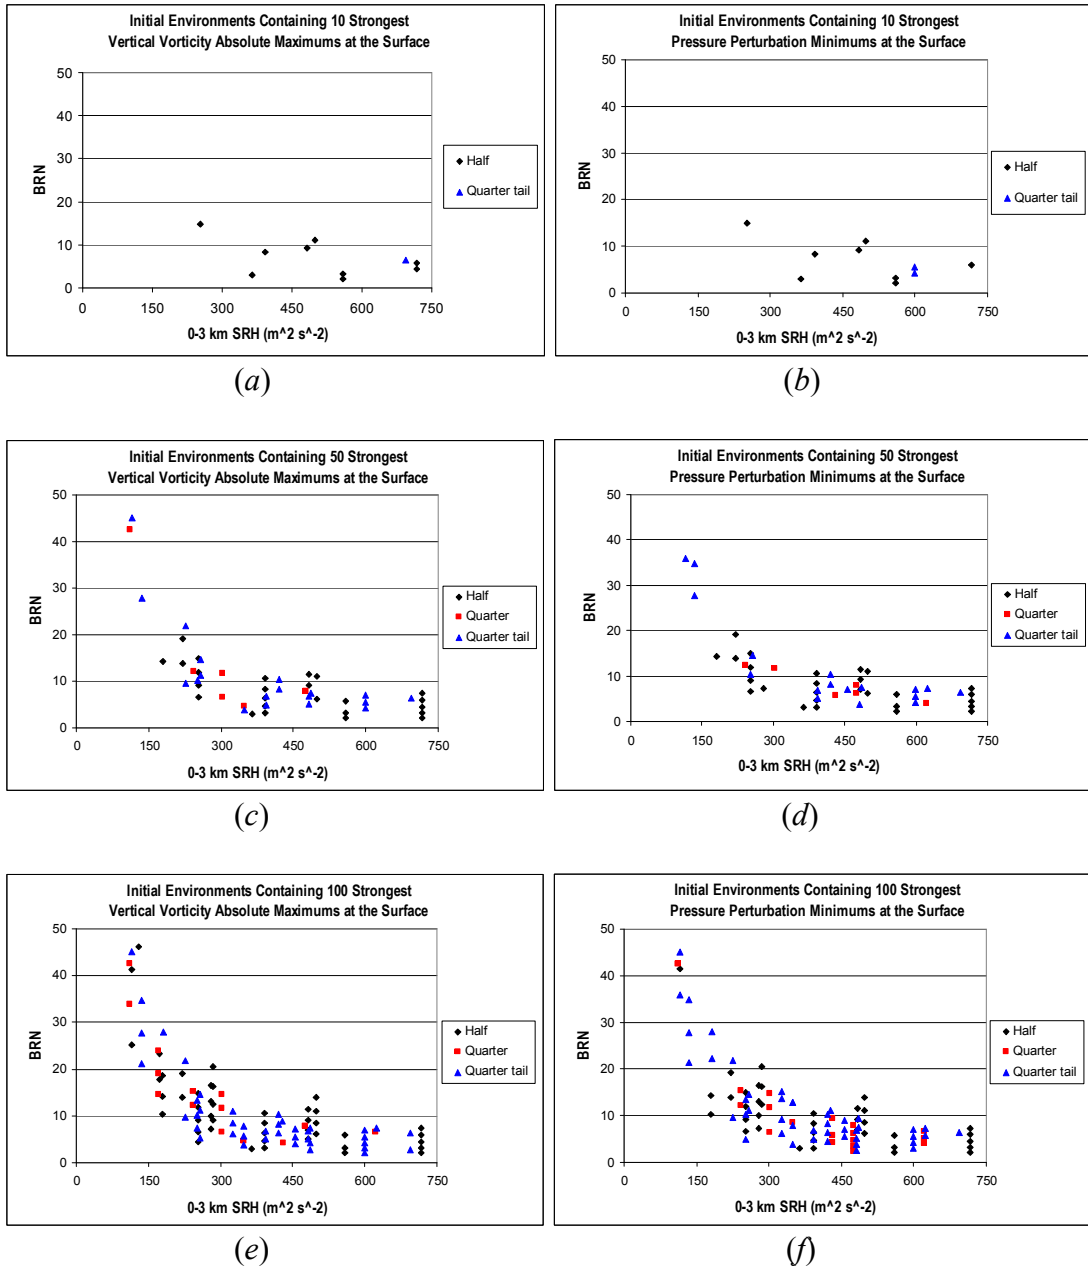 Initial Environments Containing 10 Strongest
Vertical Vorticity Absolute Maximums at the Surface
50
40
30
20
10
0
BRN
0 150 300 450 600 750
0-3 km SRH (m^2 s^-2)
Half
Quarter tail
(a)
Initial Environments Containing 10 Strongest
Pressure Perturbation Minimums at the Surface
50
40
30
20
10
0
BRN
0 150 300 450 600 750
0-3 km SRH (m^2 s^-2)
Half
Quarter tail
(b)
Initial Environments Containing 50 Strongest
Vertical Vorticity Absolute Maximums at the Surface
50
40
30
20
10
0
BRN
0 150 300 450 600 750
0-3 km SRH (m^2 s^-2)
Half
Quarter
Quarter tail
(c)
Initial Environments Containing 50 Strongest
Pressure Perturbation Minimums at the Surface
50
40
30
20
10
0
BRN
0 150 300 450 600 750
0-3 km SRH (m^2 s^-2)
Half
Quarter
Quarter tail
(d)
Initial Environments Containing 100 Strongest
Vertical Vorticity Absolute Maximums at the Surface
50
40
30
20
10
0
BRN
0 150 300 450 600 750
0-3 km SRH (m^2 s^-2)
Half
Quarter
Quarter tail
(e)
Initial Environments Containing 100 Strongest
Pressure Perturbation Minimums at the Surface
50
40
30
20
10
0
BRN
0 150 300 450 600 750
0-3 km SRH (m^2 s^-2)
Half
Quarter
Quarter tail
(f)